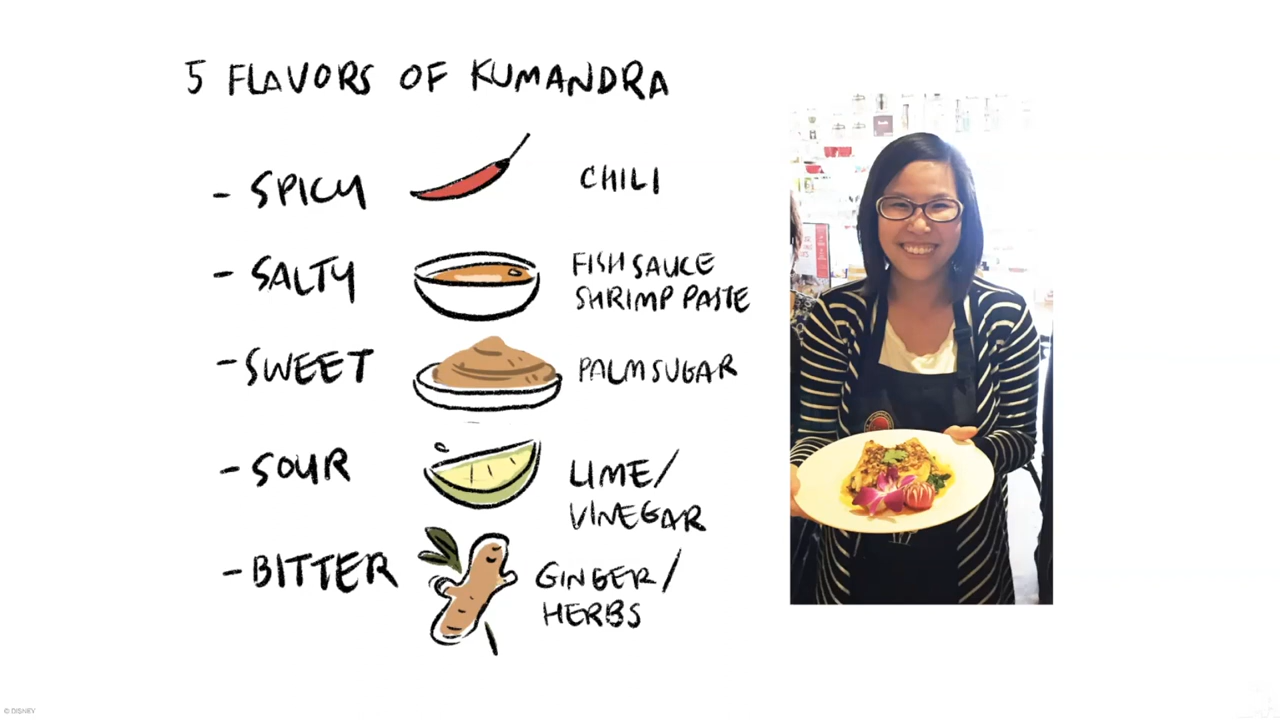 5 FLAVORS OF KUMANDRA
- SPICY
CHILI
- SALTY
FISH SAUCE
SHRIMP PASTE
- SWEET
PALM SUGAR
- SOUR
LIME/
VINEGAR
- BITTER
GINGER/
HERBS
© DISNEY